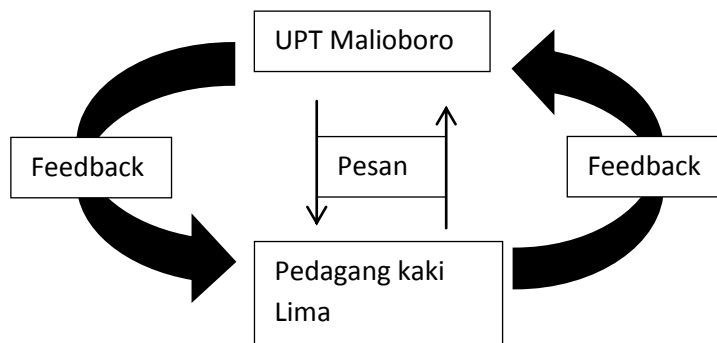 UPT Malioboro
Feedback
Pesan
Feedback
Pedagang kaki
Lima